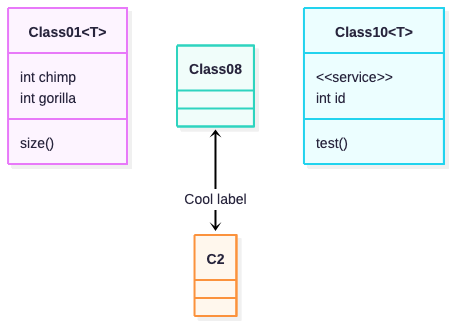 Class01<T>
int chimp
int gorilla
size()
Class08
Cool label
C2
Class10<T>
<<service>>
int id
test()